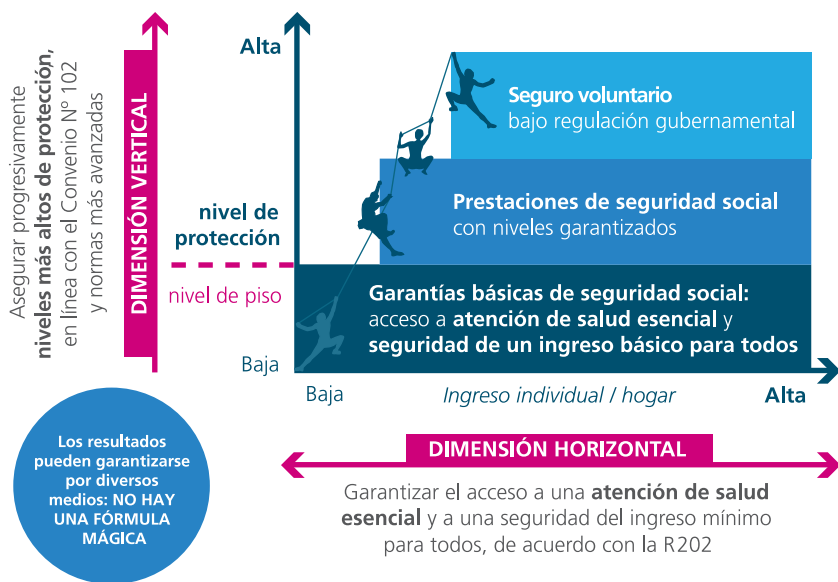 Asegurar progresivamente
niveles más altos de protección,
en línea con el Convenio Nº 102
y normas más avanzadas
DIMENSIÓN VERTICAL
Alta
nivel de
protección
nivel de piso
Baja
Seguro voluntario
bajo regulación gubernamental
Prestaciones de seguridad social
con niveles garantizados
Garantías básicas de seguridad social:
acceso a atención de salud esencial y
seguridad de un ingreso básico para todos
Baja
Ingreso individual / hogar
Alta
DIMENSIÓN HORIZONTAL
Garantizar el acceso a una atención de salud
esencial y a una seguridad del ingreso mínimo
para todos, de acuerdo con la R202
Los resultados
pueden garantizarse
por diversos
medios: NO HAY
UNA FÓRMULA
MÁGICA